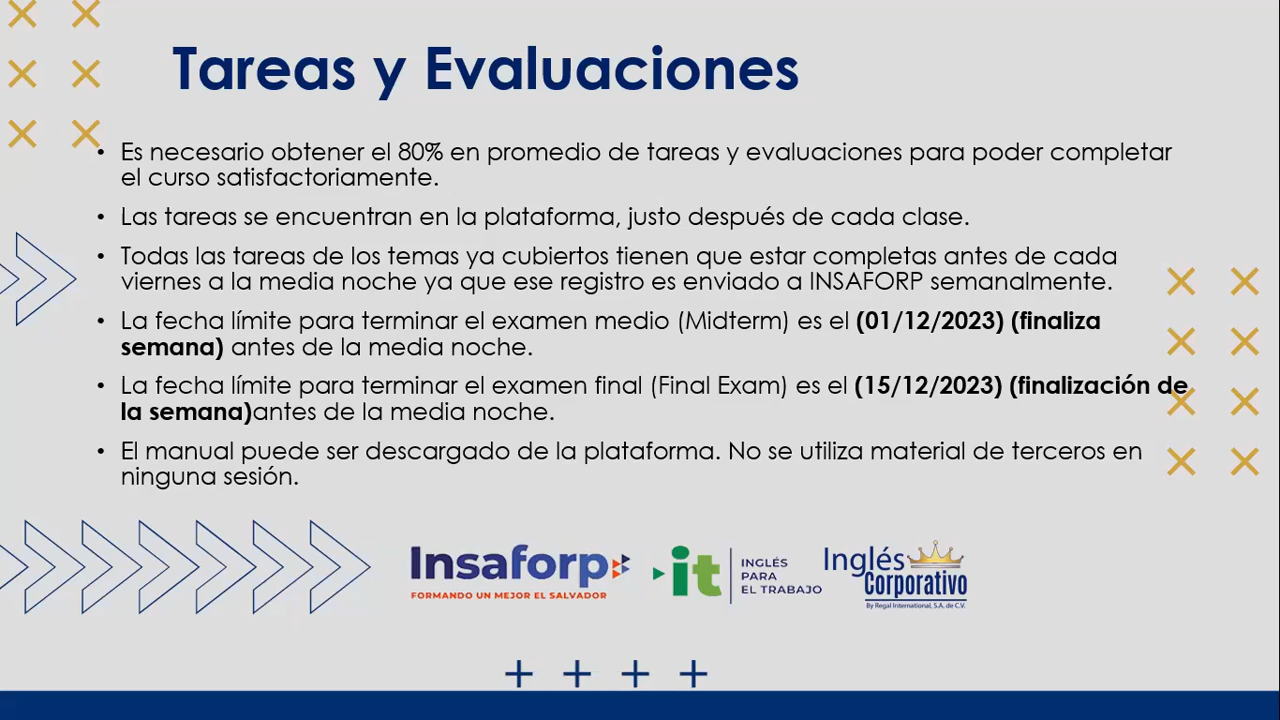 Tareas y Evaluaciones
• Es necesario obtener el 80% en promedio de tareas y evaluaciones para poder completar
el curso satisfactoriamente.
• Las tareas se encuentran en la plataforma, justo después de cada clase.
• Todas las tareas de los temas ya cubiertos tienen que estar completas antes de cada
viernes a la media noche ya que ese registro es enviado a INSAFORP semanalmente.
• La fecha límite para terminar el examen medio (Midterm) es el (01/12/2023) (finaliza
semana) antes de la media noche.
• La fecha límite para terminar el examen final (Final Exam) es el (15/12/2023) (finalización de
la semana)antes de la media noche.
• El manual puede ser descargado de la plataforma. No se utiliza material de terceros en
ninguna sesión.
Insaforp
FORMANDO UN MEJOR EL SALVADOR
it
INGLÉS
PARA
EL TRABAJO
Inglés
Corporativo
By Regal International, S.A. de C.V.